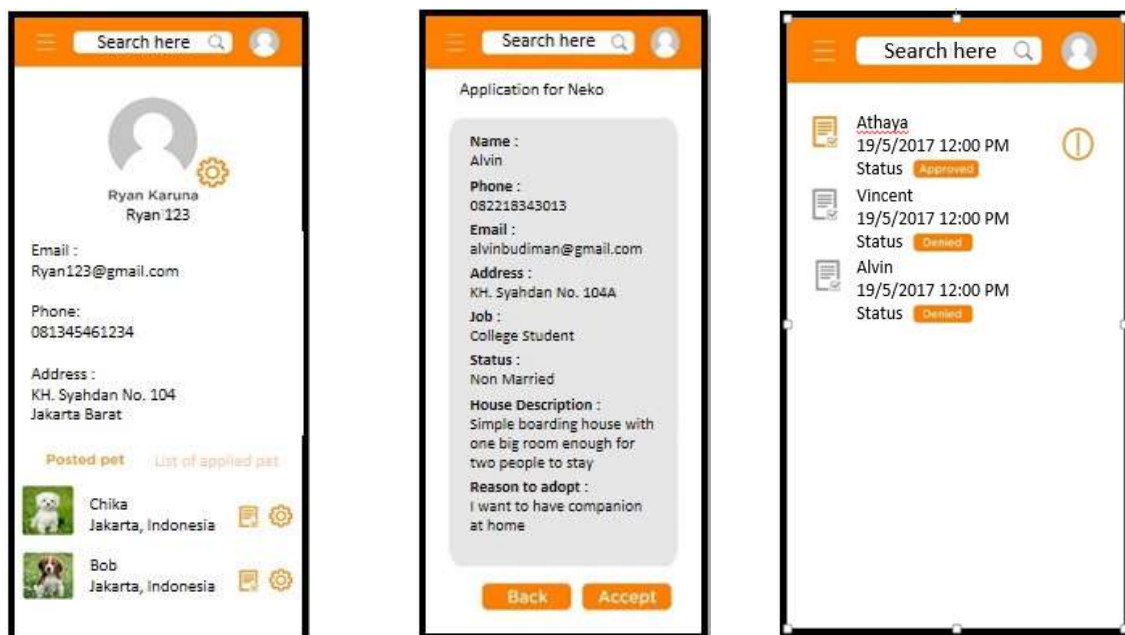 Search here
Ryan Karuna
Ryan 123
Email :
Ryan123@gmail.com
Phone:
081345461234
Address :
KH. Syahdan No. 104
Jakarta Barat
Posted pet List of applied pet
Chika
Jakarta, Indonesia
Bob
Jakarta, Indonesia
Search here
Application for Neko
Name :
Alvin
Phone :
082218343013
Email :
alvinbudiman@gmail.com
Address :
KH. Syahdan No. 104A
Job :
College Student
Status :
Non Married
House Description :
Simple boarding house with
one big room enough for
two people to stay
Reason to adopt :
I want to have companion
at home
Back Accept
Search here
Athaya
19/5/2017 12:00 PM
Status Approved
Vincent
19/5/2017 12:00 PM
Status Denied
Alvin
19/5/2017 12:00 PM
Status Denied